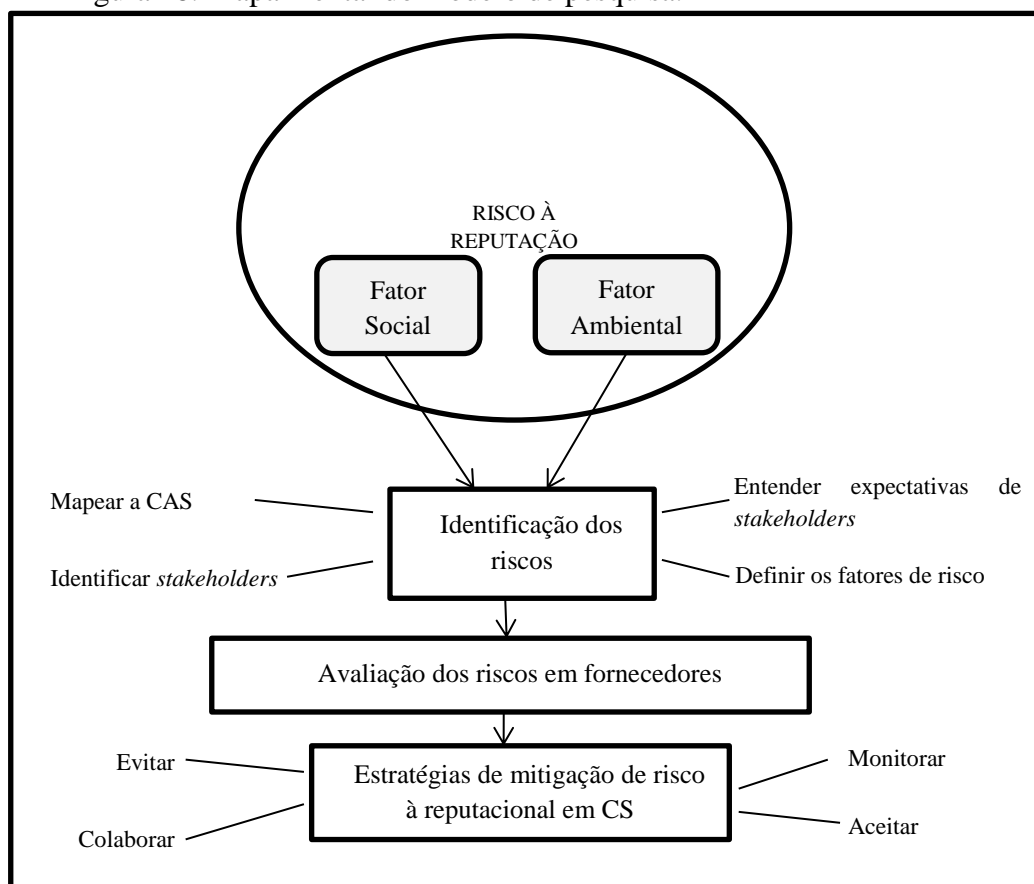 RISCO À
REPUTAÇÃO
Fator
Social
Fator
Ambiental
Mapear a CAS
Identificar stakeholders
Identificação dos
riscos
Entender expectativas de
stakeholders
Definir os fatores de risco
Avaliação dos riscos em fornecedores
Evitar
Colaborar
Estratégias de mitigação de risco
à reputacional em CS
Monitorar
Aceitar